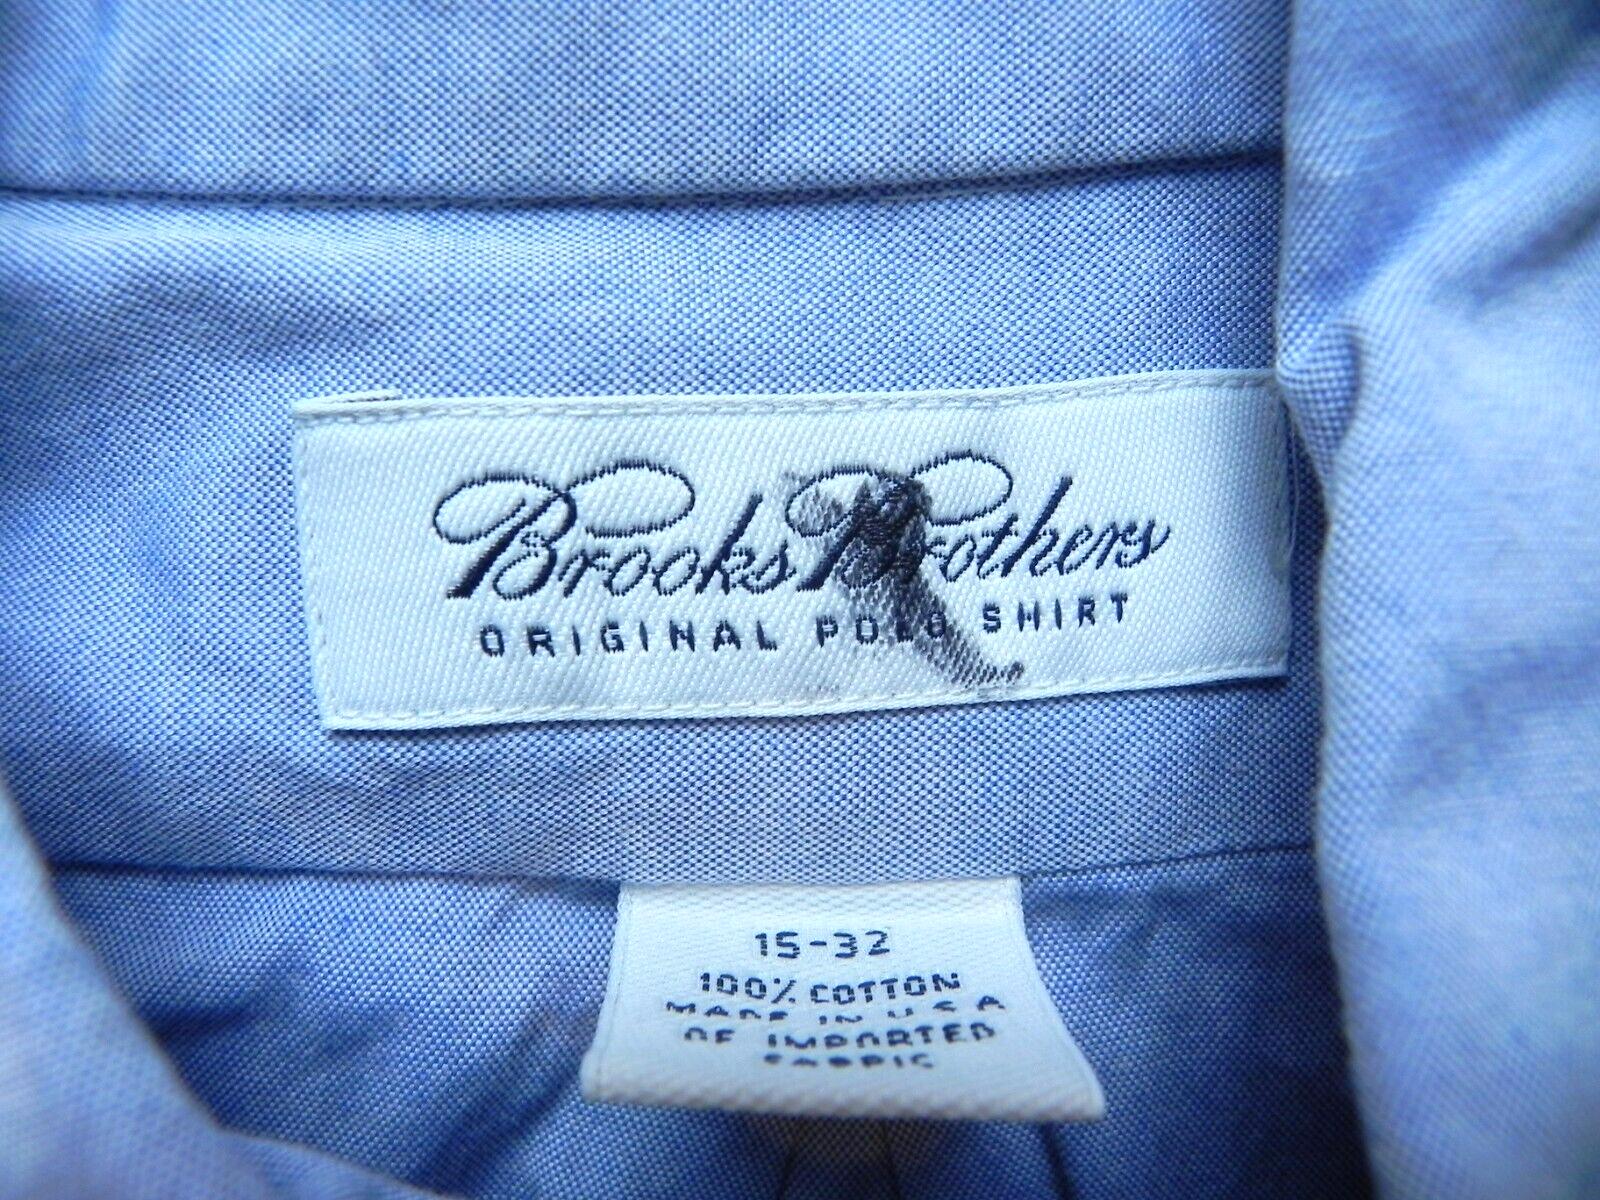 Brooks Brothers
ORIGINAL POLO SHIRT
15-32
100% COTTON
MADE IN U S A
OF IMPORTED
FABRIC